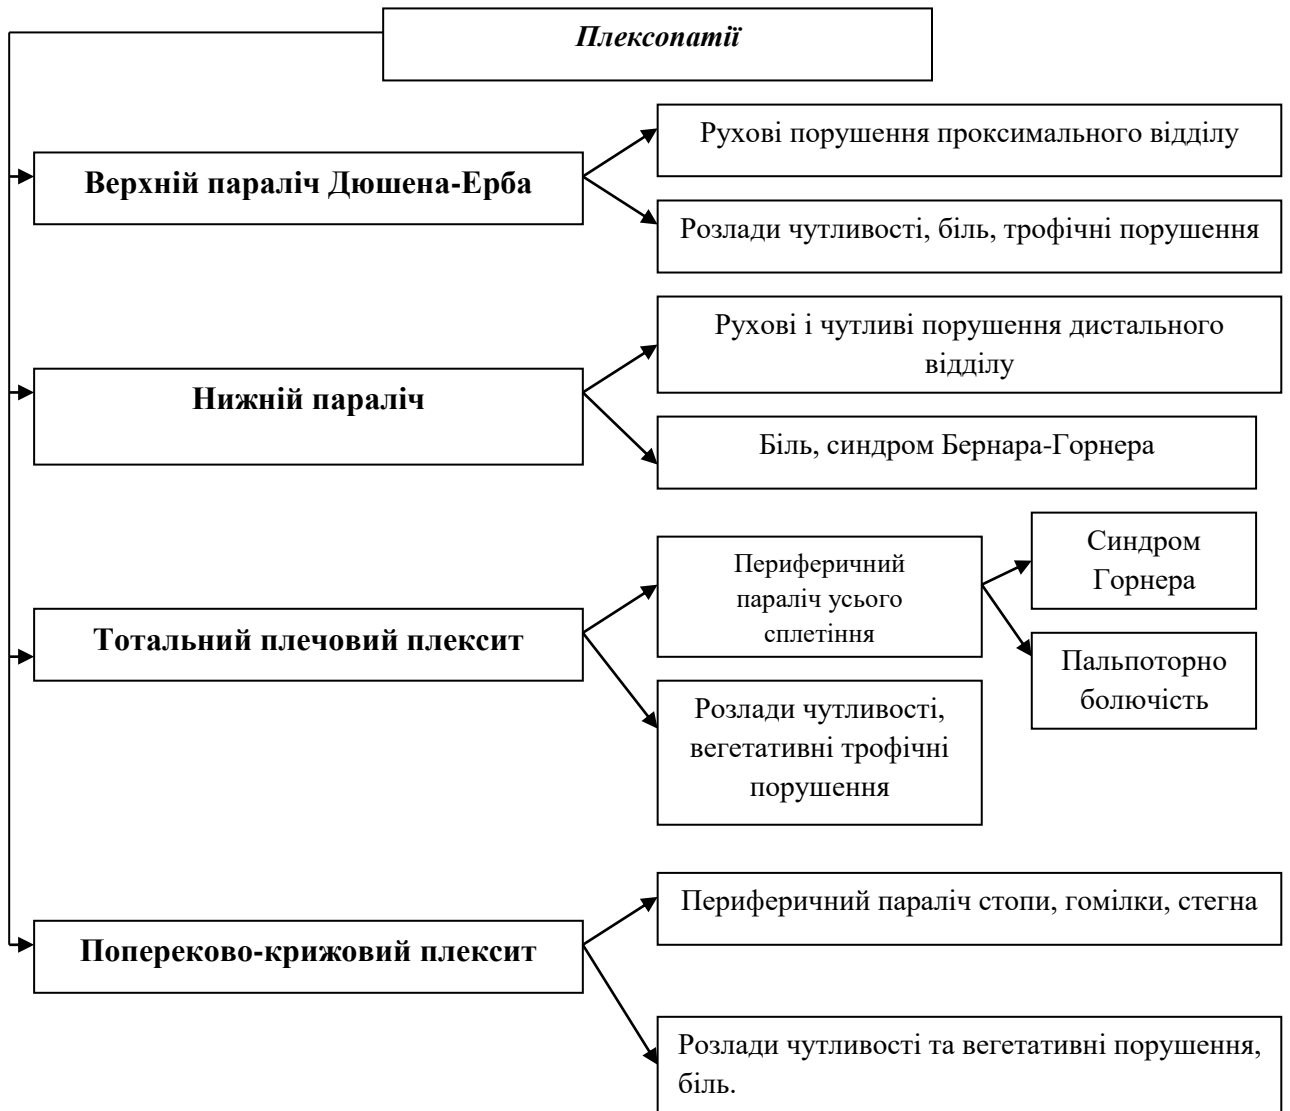 Плексопатії
Верхній параліч Дюшена-Ерба
Рухові порушення проксимального відділу
Розлади чутливості, біль, трофічні порушення
Нижній параліч
Рухові і чутливі порушення дистального
відділу
Біль, синдром Бернара-Горнера
Тотальний плечовий плексит
Периферичний
параліч усього
сплетіння
Синдром
Горнера
Пальпоторно
болючість
Розлади чутливості,
вегетативні трофічні
порушення
Попереково-крижовий плексит
Периферичний параліч стопи, гомілки, стегна
Розлади чутливості та вегетативні порушення,
біль.